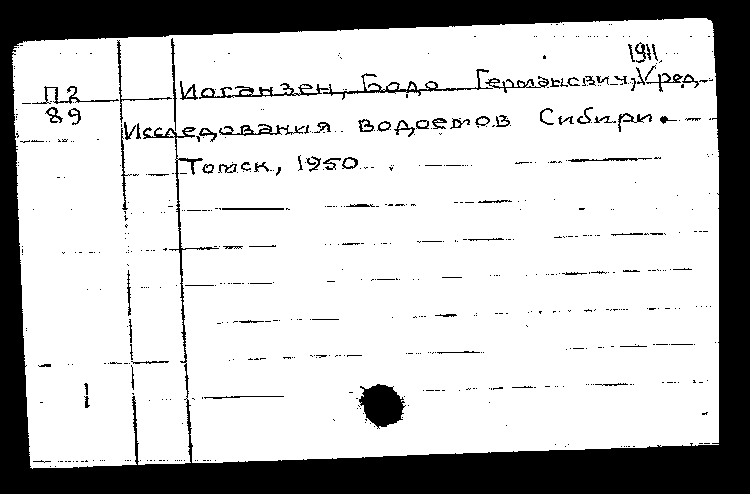 1911
П2 Иоганзен, Бодо Германович, ред.
89
Исследования водоемов Сибири.
Томск, 1950
1